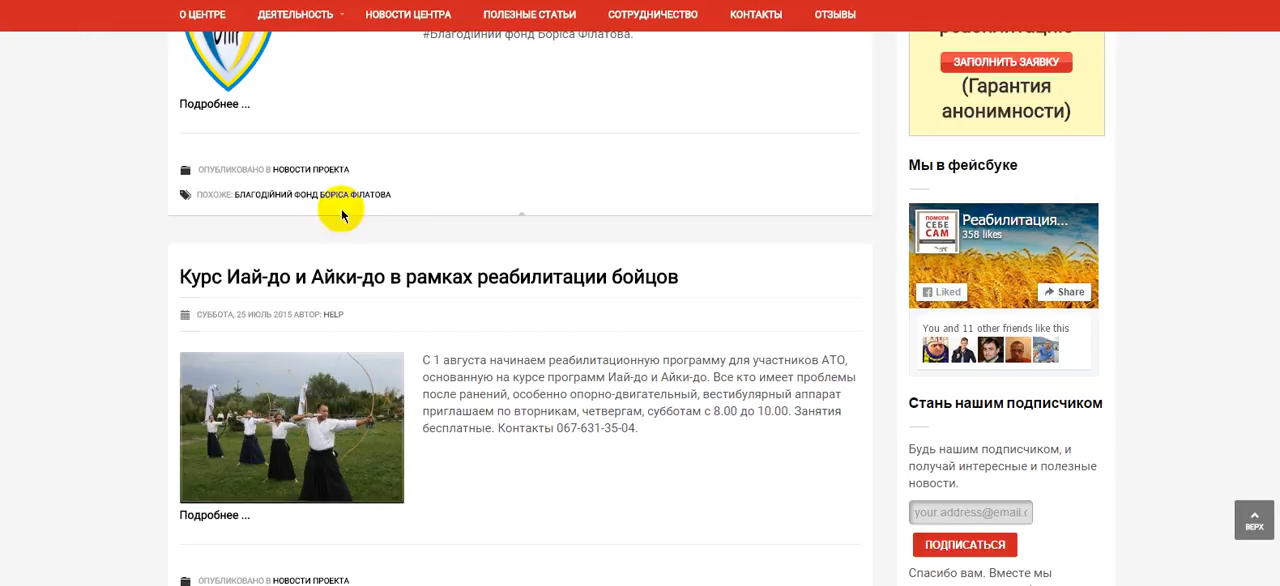 О ЦЕНТРЕ ДЕЯТЕЛЬНОСТЬ НОВОСТИ ЦЕНТРА ПОЛЕЗНЫЕ СТАТЬИ СОТРУДНИЧЕСТВО КОНТАКТЫ ОТЗЫВЫ
#Благодійний фонд Боріса Філатова.
Подробнее ...
ОПУБЛИКОВАНО В НОВОСТИ ПРОЕКТА
ПОХОЖЕ: БЛАГОДІЙНИЙ ФОНД БОРІСА ФІЛАТОВА
Курс Иай-до и Айки-до в рамках реабилитации бойцов
СУББОТА, 25 ИЮЛЬ 2015 АВТОР: HELP
С 1 августа начинаем реабилитационную программу для участников АТО,
основанную на курсе программ Иай-до и Айки-до. Все кто имеет проблемы
после ранений, особенно опорно-двигательный, вестибулярный аппарат
приглашаем по вторникам, четвергам, субботам с 8.00 до 10.00. Занятия
бесплатные. Контакты 067-631-35-04.
Подробнее ...
ОПУБЛИКОВАНО В НОВОСТИ ПРОЕКТА
реабилитацию
ЗАПОЛНИТЬ ЗАЯВКУ
(Гарантия
анонимности)
Мы в фейсбуке
ПОМОГИ
СЕБЕ
САМ
Реабилитация...
358 likes
Liked
Share
You and 11 other friends like this
Стань нашим подписчиком
Будь нашим подписчиком, и
получай интересные и полезные
новости.
your.address@email.c
ПОДПИСАТЬСЯ
Спасибо вам. Вместе мы
ВЕРХ